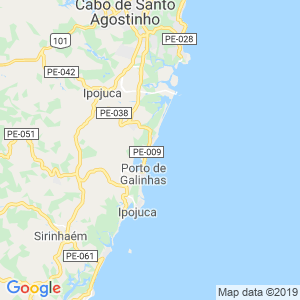 Cabo de Santo
Agostinho
PE-028
101
PE-042
Ipojuca
PE-038
PE-051
PE-009
Porto de
Galinhas
Ipojuca
Sirinhaém
PE-061
Google
Map data ©2019